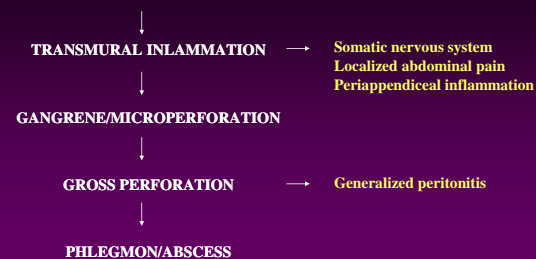 TRANSMURAL INLAMMATION
Somatic nervous system
Localized abdominal pain
Periappendiceal inflammation
GANGRENE/MICROPERFORATION
GROSS PERFORATION
Generalized peritonitis
PHLEGMON/ABSCESS